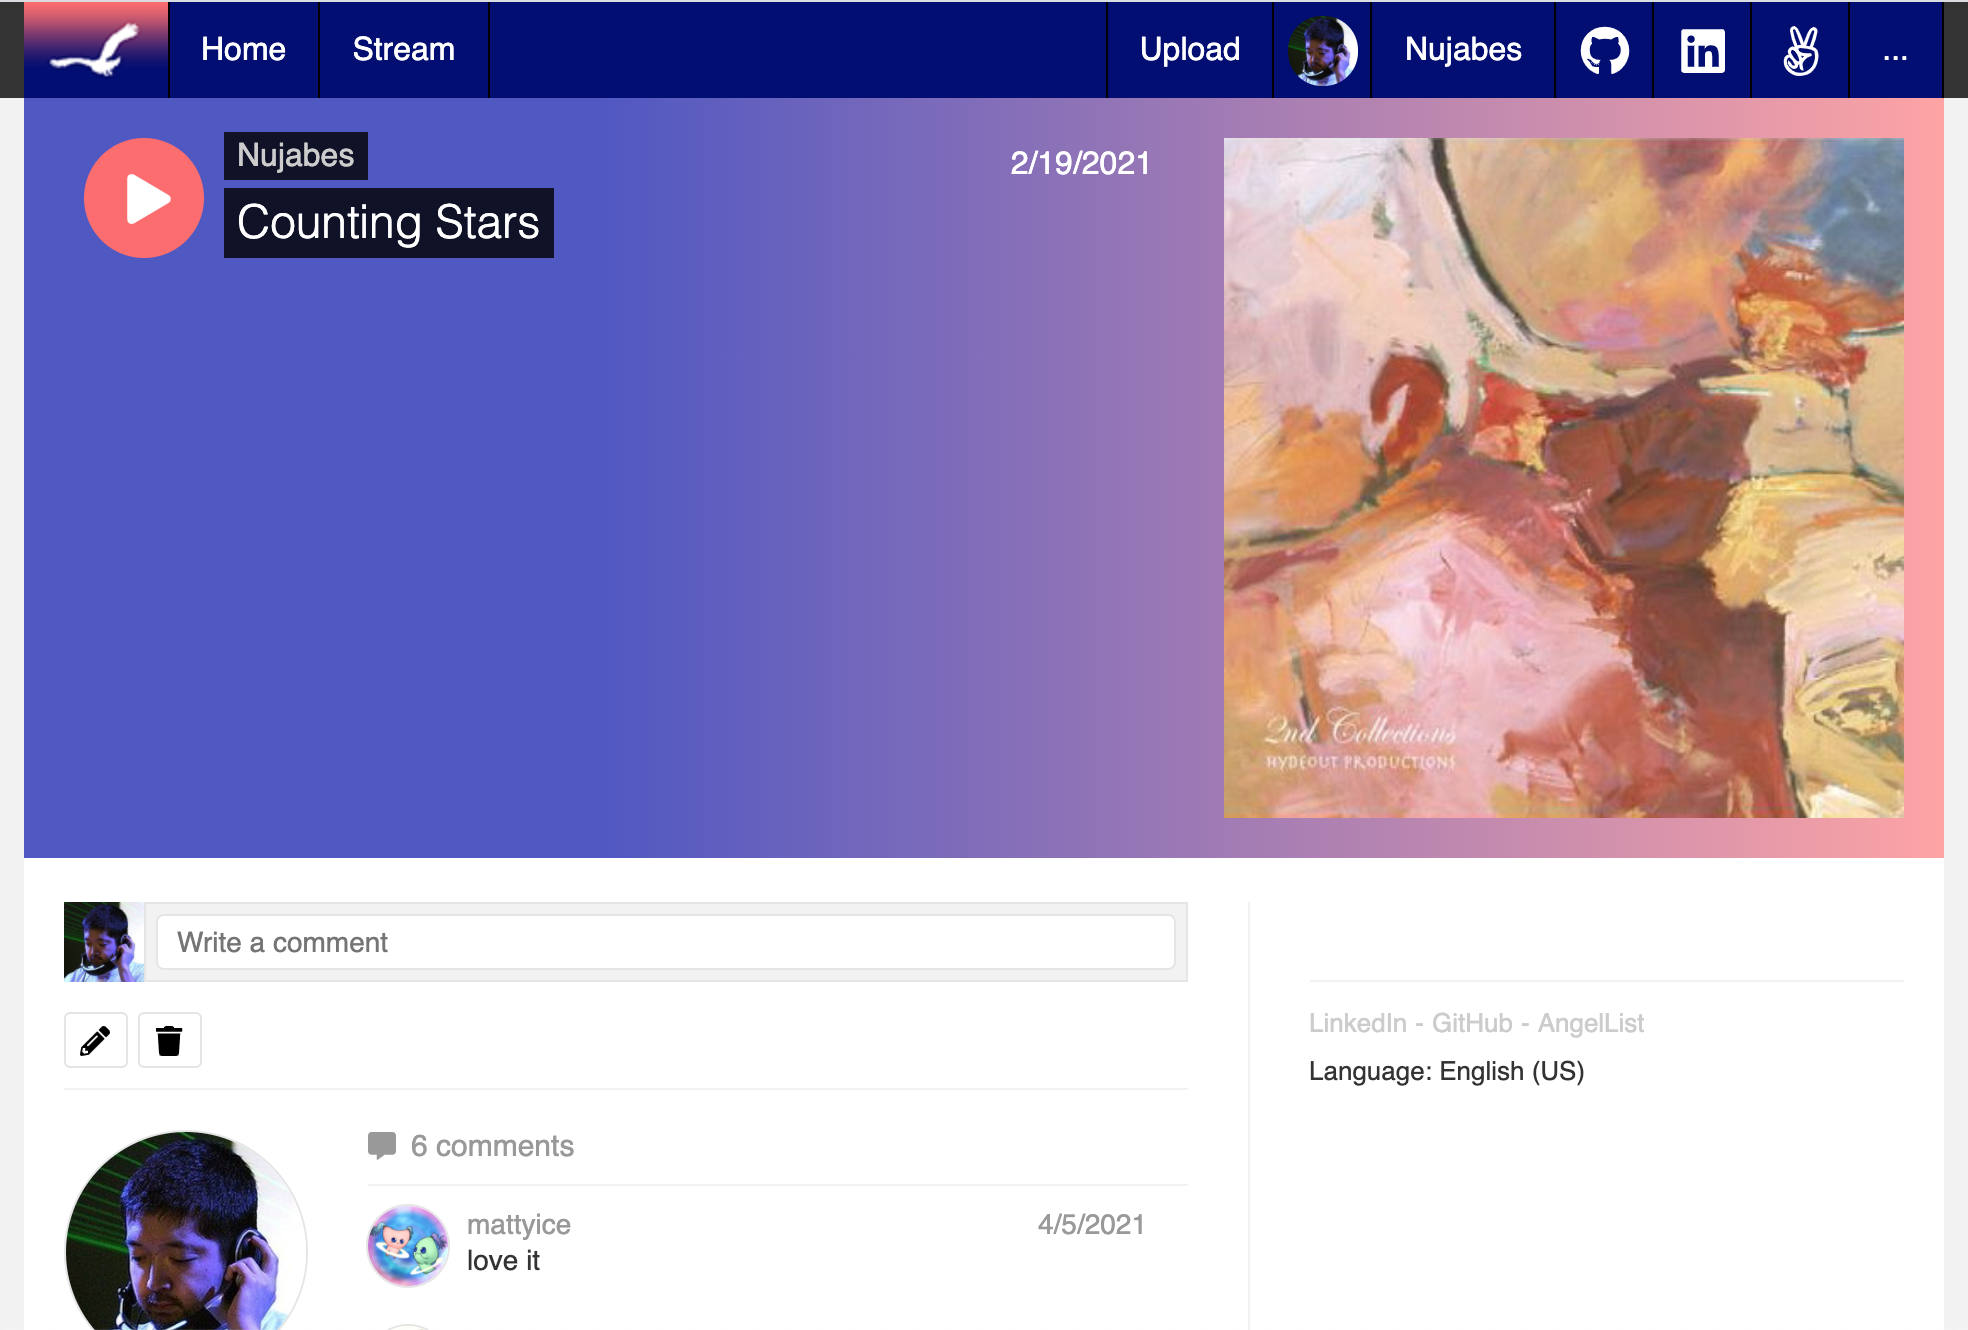 Home
Stream
Upload
Nujabes
...
Nujabes
Counting Stars
2/19/2021
2nd Collections
HYDEOUT PRODUCTIONS
Write a comment
LinkedIn - GitHub - AngelList
Language: English (US)
6 comments
mattyice
4/5/2021
love it